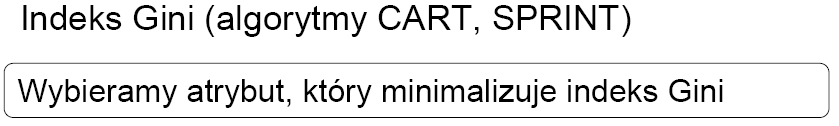 Indeks Gini (algorytmy CART, SPRINT)
Wybieramy atrybut, który minimalizuje indeks Gini